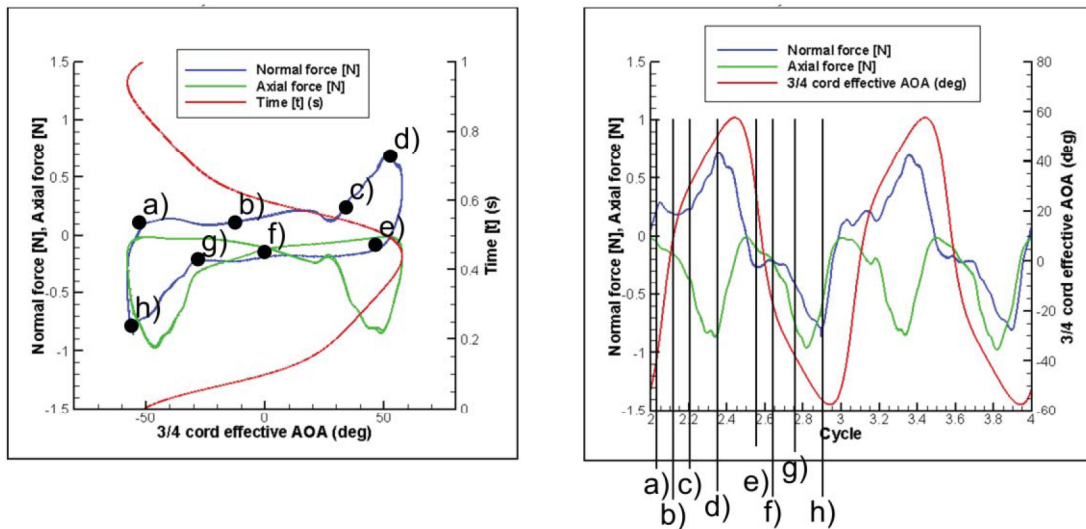 Normal force [N]
Axial force [N]
Time [t] (s)
1.5
1
0.5
0
-0.5
-1
-1.5
Normal force [N], Axial force [N]
1
0.8
0.6
0.4
0.2
0
Time [t] (s)
-50
0
50
3/4 cord effective AOA (deg)
a)
b)
c)
d)
e)
f)
g)
h)
Normal force [N]
Axial force [N]
3/4 cord effective AOA (deg)
1.5
1
0.5
0
-0.5
-1
-1.5
Normal force [N], Axial force [N]
80
60
40
20
0
-20
-40
-60
3/4 cord effective AOA (deg)
2
2.2
2.4
2.6
2.8
3
3.2
3.4
3.6
3.8
4
Cycle
a)
b)
c)
d)
e)
f)
g)
h)